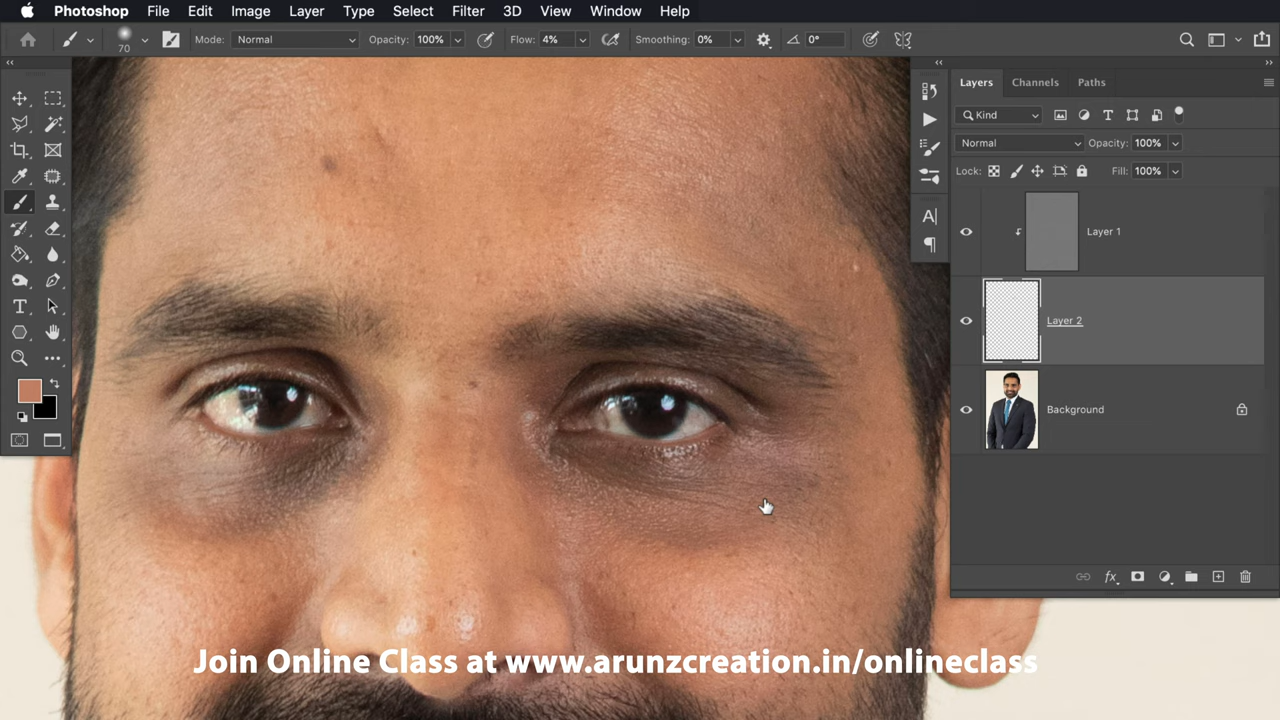 Photoshop File Edit Image Layer Type Select Filter 3D View Window Help
70 Mode: Normal Opacity: 100% Flow: 4% Smoothing: 0% 0°
Layers Channels Paths
Kind
Normal Opacity: 100%
Lock: Fill: 100%
Layer 1
Layer 2
Background
Join Online Class at www.arunzcreation.in/onlineclass